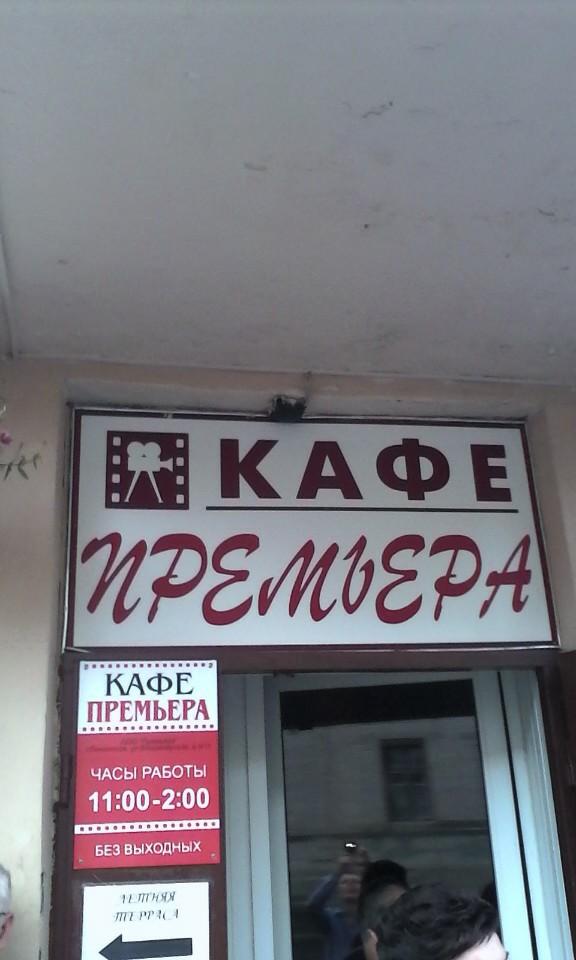 КАФЕ
ПРЕМЬЕРА
КАФЕ
ПРЕМЬЕРА
ЧАСЫ РАБОТЫ
11:00-2:00
БЕЗ ВЫХОДНЫХ
ЛЕТНЯЯ
ТЕРРАСА